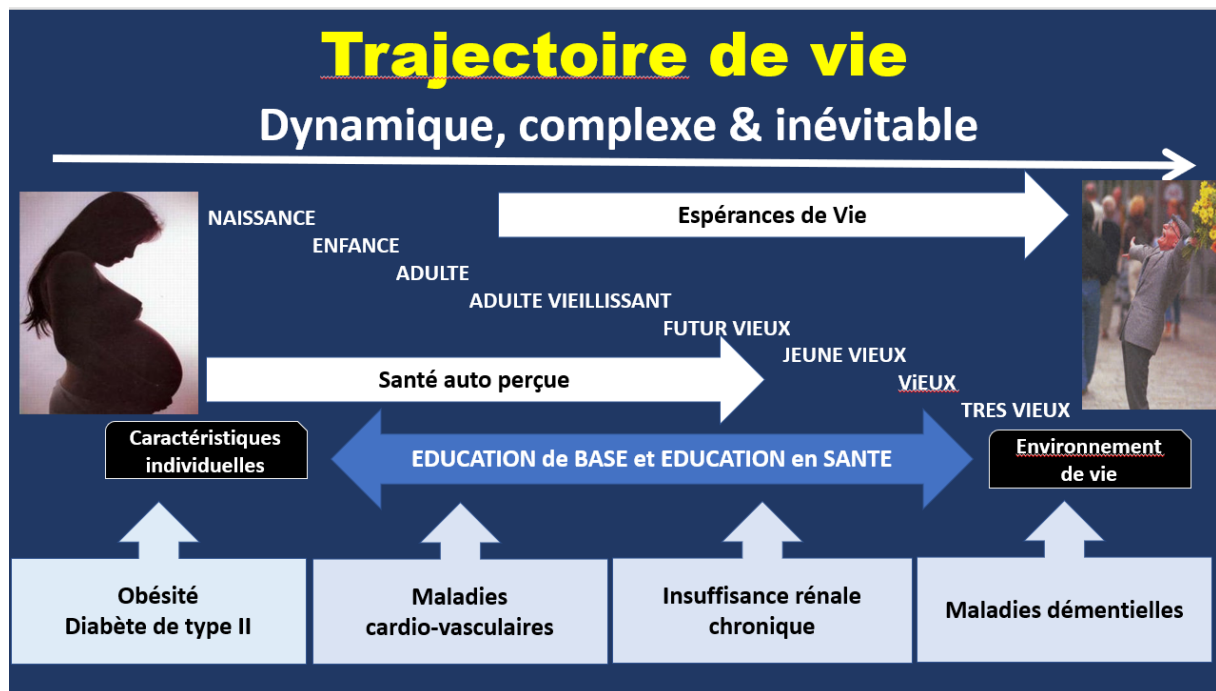 Trajectoire de vie
Dynamique, complexe & inévitable
NAISSANCE
Espérances de Vie
ENFANCE
ADULTE
ADULTE VIEILLISSANT
FUTUR VIEUX
JEUNE VIEUX
Santé auto perçue
ViEUX
TRES VIEUX
Caractéristiques
individuelles
EDUCATION de BASE et EDUCATION en SANTE
Environnement
de vie
Obésité
Diabète de type II
Maladies
cardio-vasculaires
Insuffisance rénale
chronique
Maladies démentielles